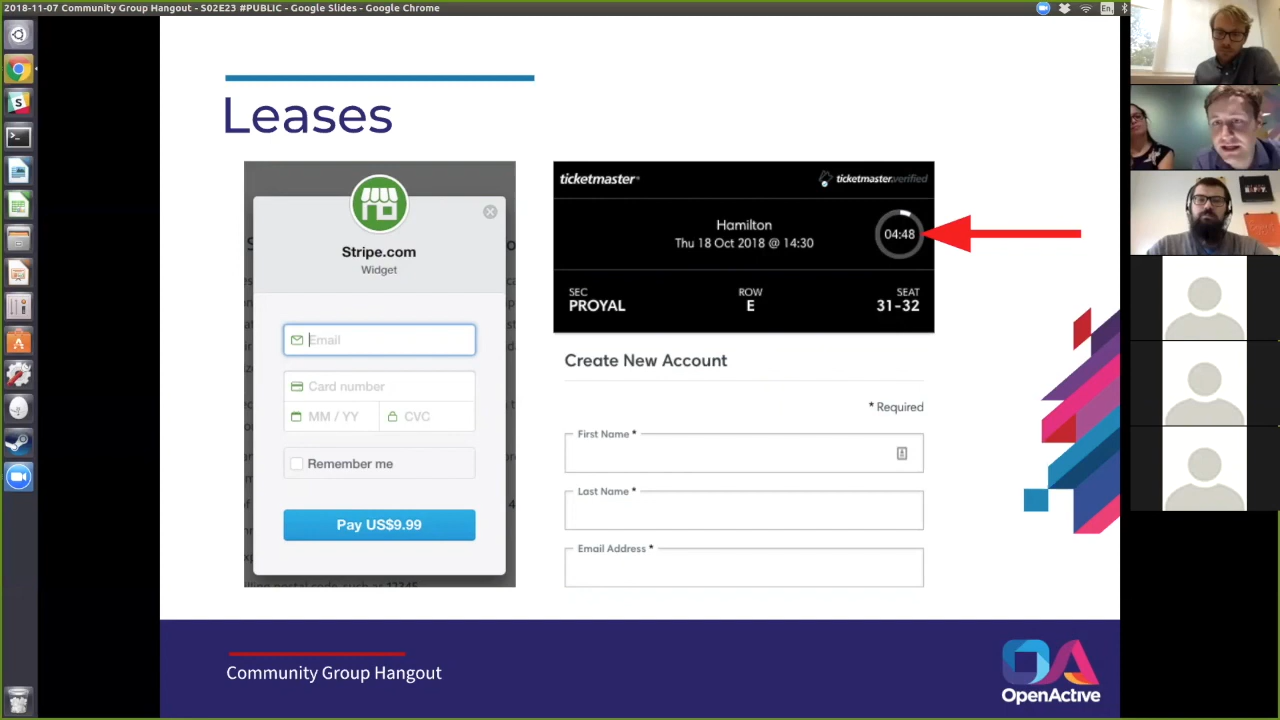 2018-11-07 Community Group Hangout - S02E23 #PUBLIC - Google Slides - Google Chrome
En
Leases
Stripe.com
Widget
Email
Card number
MM / YY
CVC
Remember me
Pay US$9.99
ticketmaster
ticketmaster verified
Hamilton
Thu 18 Oct 2018 @ 14:30
04:48
SEC
ROW
SEAT
PROYAL
E
31-32
Create New Account
* Required
First Name *
Last Name *
Email Address *
Community Group Hangout
OpenActive